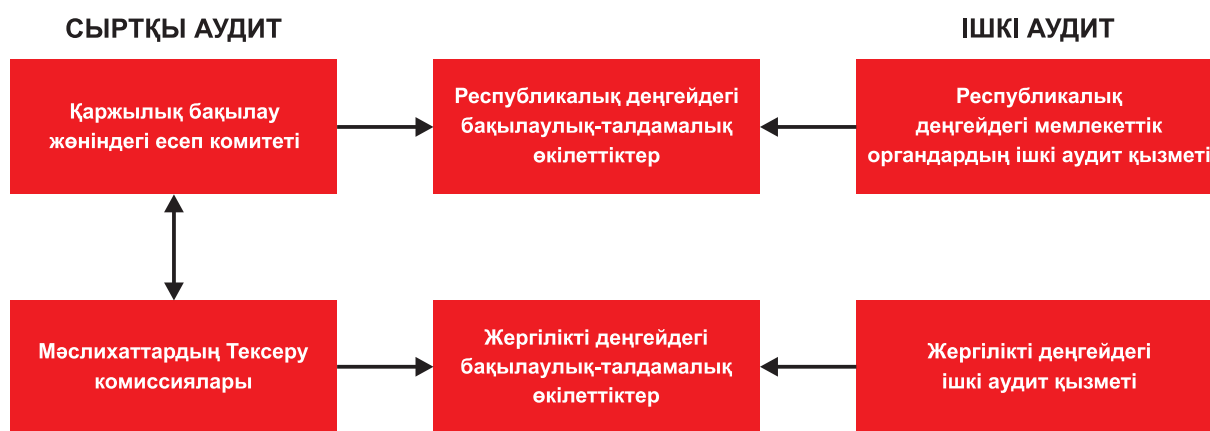 СЫРТҚЫ АУДИТ
ІШКІ АУДИТ
Қаржылық бақылау
жөніндегі есеп комитеті
Республикалық деңгейдегі
бақылаулық-талдамалық
өкілеттіктер
Республикалық
деңгейдегі мемлекеттік
органдардың ішкі аудит қызметі
Мәслихаттардың Тексеру
комиссиялары
Жергілікті деңгейдегі
бақылаулық-талдамалық
өкілеттіктер
Жергілікті деңгейдегі
ішкі аудит қызметі